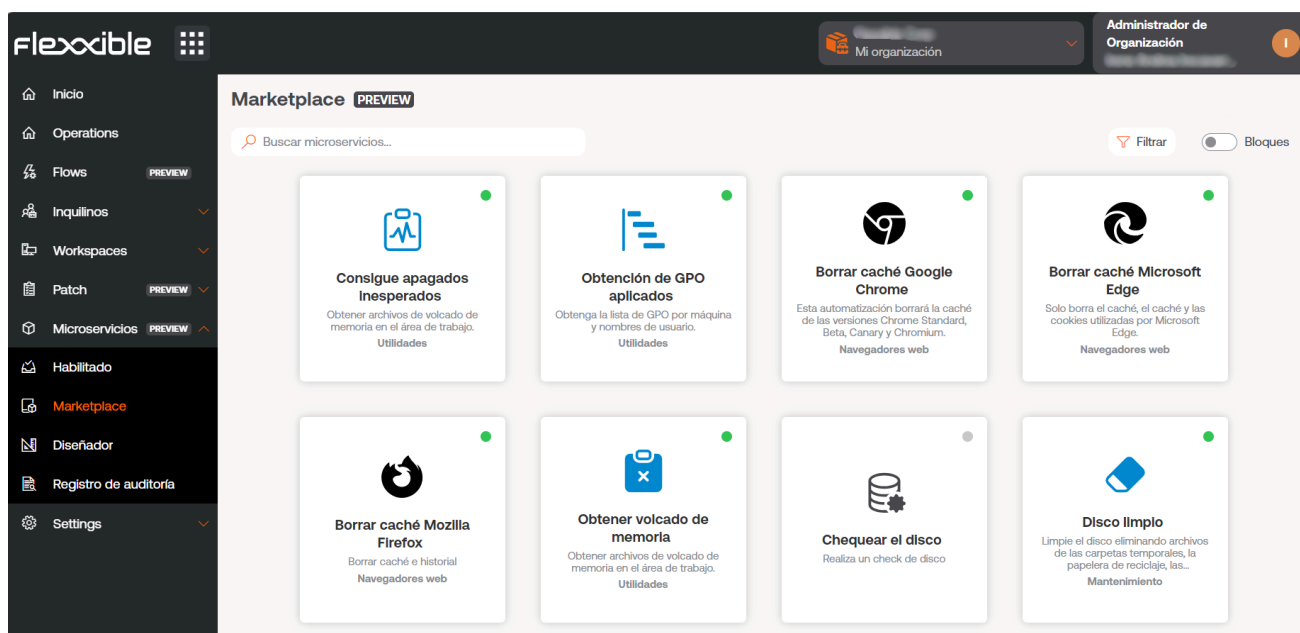 Flexxible
Mi organización
Administrador de
Organización
I
Inicio
Operations
Flows PREVIEW
Inquilinos
Workspaces
Patch PREVIEW
Microservicios PREVIEW
Habilitado
Marketplace
Diseñador
Registro de auditoría
Settings
Marketplace PREVIEW
Buscar microservicios...
Filtrar
Bloques
Consigue apagados
inesperados
Obtener archivos de volcado de
memoria en el área de trabajo.
Utilidades
Obtención de GPO
aplicados
Obtenga la lista de GPO por máquina
y nombres de usuario.
Utilidades
Borrar caché Google
Chrome
Esta automatización borrará la caché
de las versiones Chrome Standard,
Beta, Canary y Chromium.
Navegadores web
Borrar caché Microsoft
Edge
Solo borra el caché, el caché y las
cookies utilizadas por Microsoft
Edge.
Navegadores web
Borrar caché Mozilla
Firefox
Borrar caché e historial
Navegadores web
Obtener volcado de
memoria
Obtener archivos de volcado de
memoria en el área de trabajo.
Utilidades
Chequear el disco
Realiza un check de disco
Disco limpio
Limpie el disco eliminando archivos
de las carpetas temporales, la
papelera de reciclaje, las...
Mantenimiento